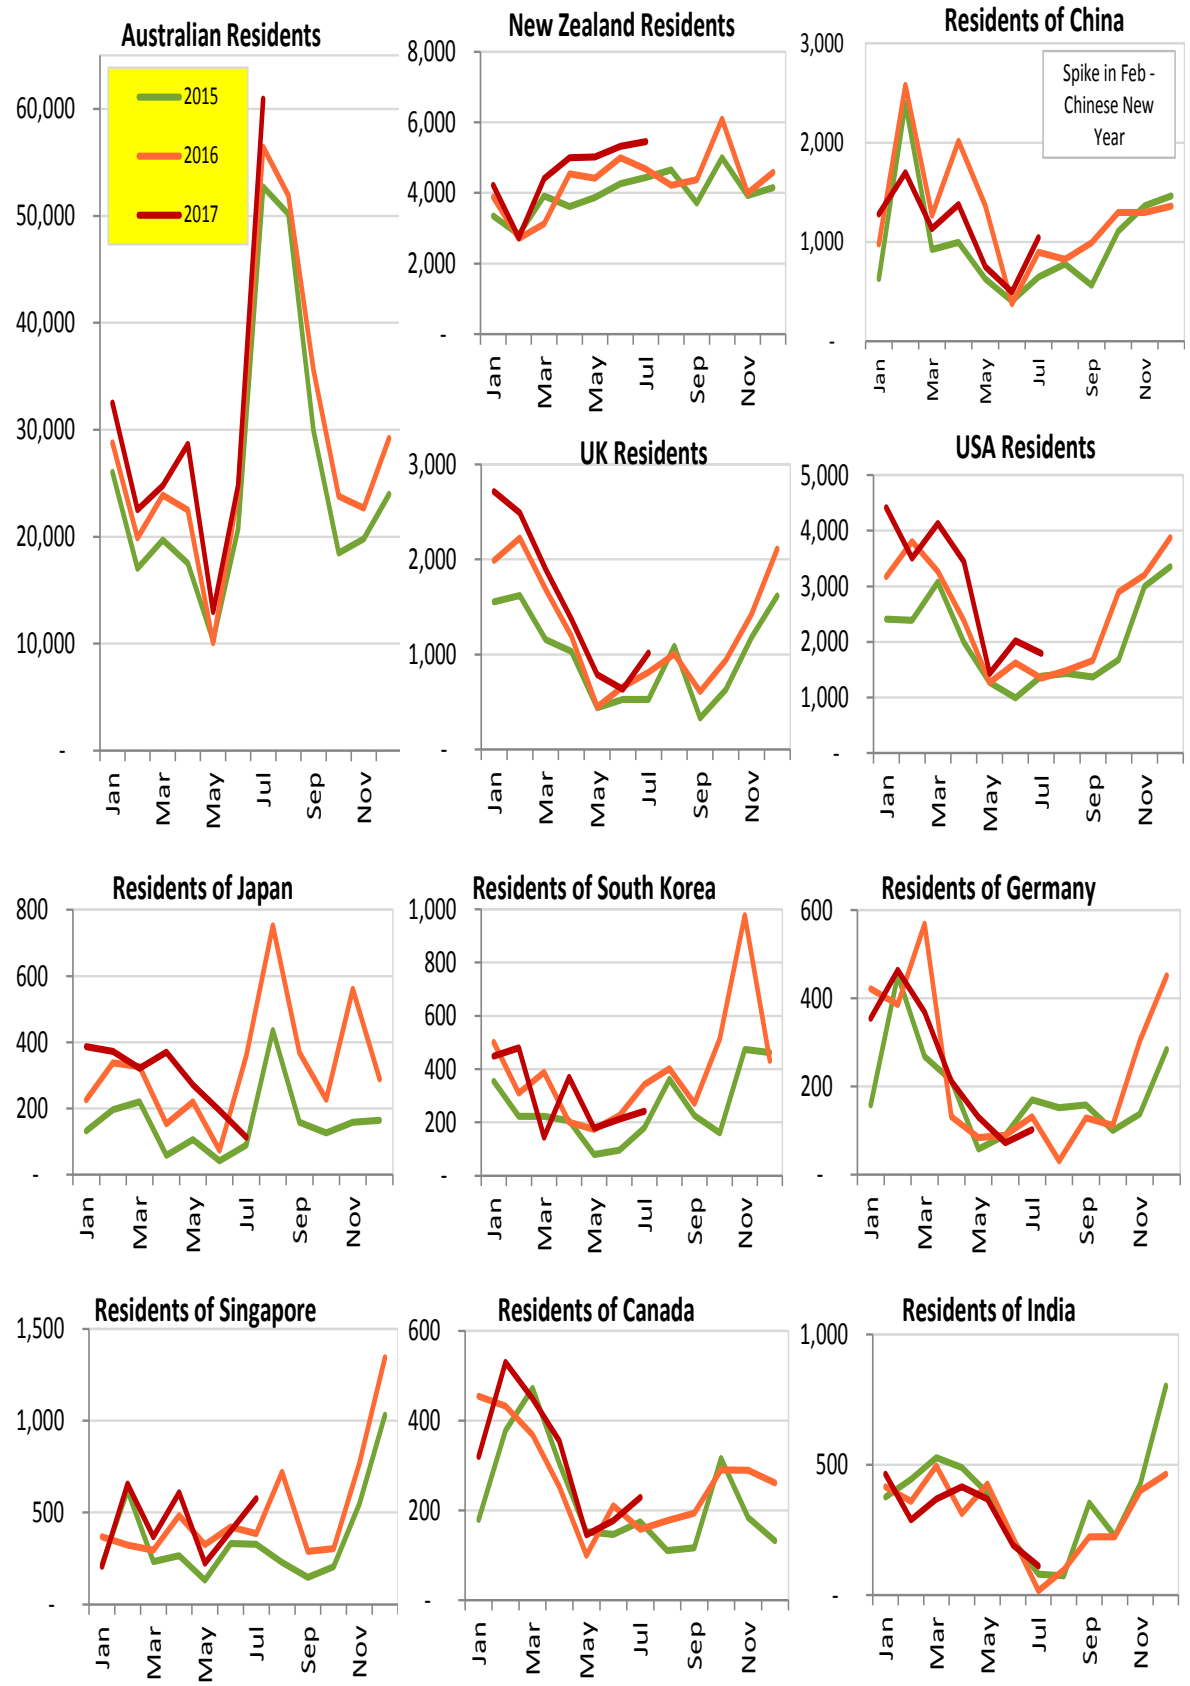 Australian Residents
60,000
50,000
40,000
30,000
20,000
10,000
-
2015
2016
2017
Jan
Mar
May
Jul
Sep
Nov
New Zealand Residents
8,000
6,000
4,000
2,000
-
Jan
Mar
May
Jul
Sep
Nov
Residents of China
3,000
2,000
1,000
-
Spike in Feb -
Chinese New
Year
Jan
Mar
May
Jul
Sep
Nov
UK Residents
3,000
2,000
1,000
-
Jan
Mar
May
Jul
Sep
Nov
USA Residents
5,000
4,000
3,000
2,000
1,000
-
Jan
Mar
May
Jul
Sep
Nov
Residents of Japan
800
600
400
200
-
Jan
Mar
May
Jul
Sep
Nov
Residents of South Korea
1,000
800
600
400
200
-
Jan
Mar
May
Jul
Sep
Nov
Residents of Germany
600
400
200
-
Jan
Mar
May
Jul
Sep
Nov
Residents of Singapore
1,500
1,000
500
-
Jan
Mar
May
Jul
Sep
Nov
Residents of Canada
600
400
200
-
Jan
Mar
May
Jul
Sep
Nov
Residents of India
1,000
500
-
Jan
Mar
May
Jul
Sep
Nov